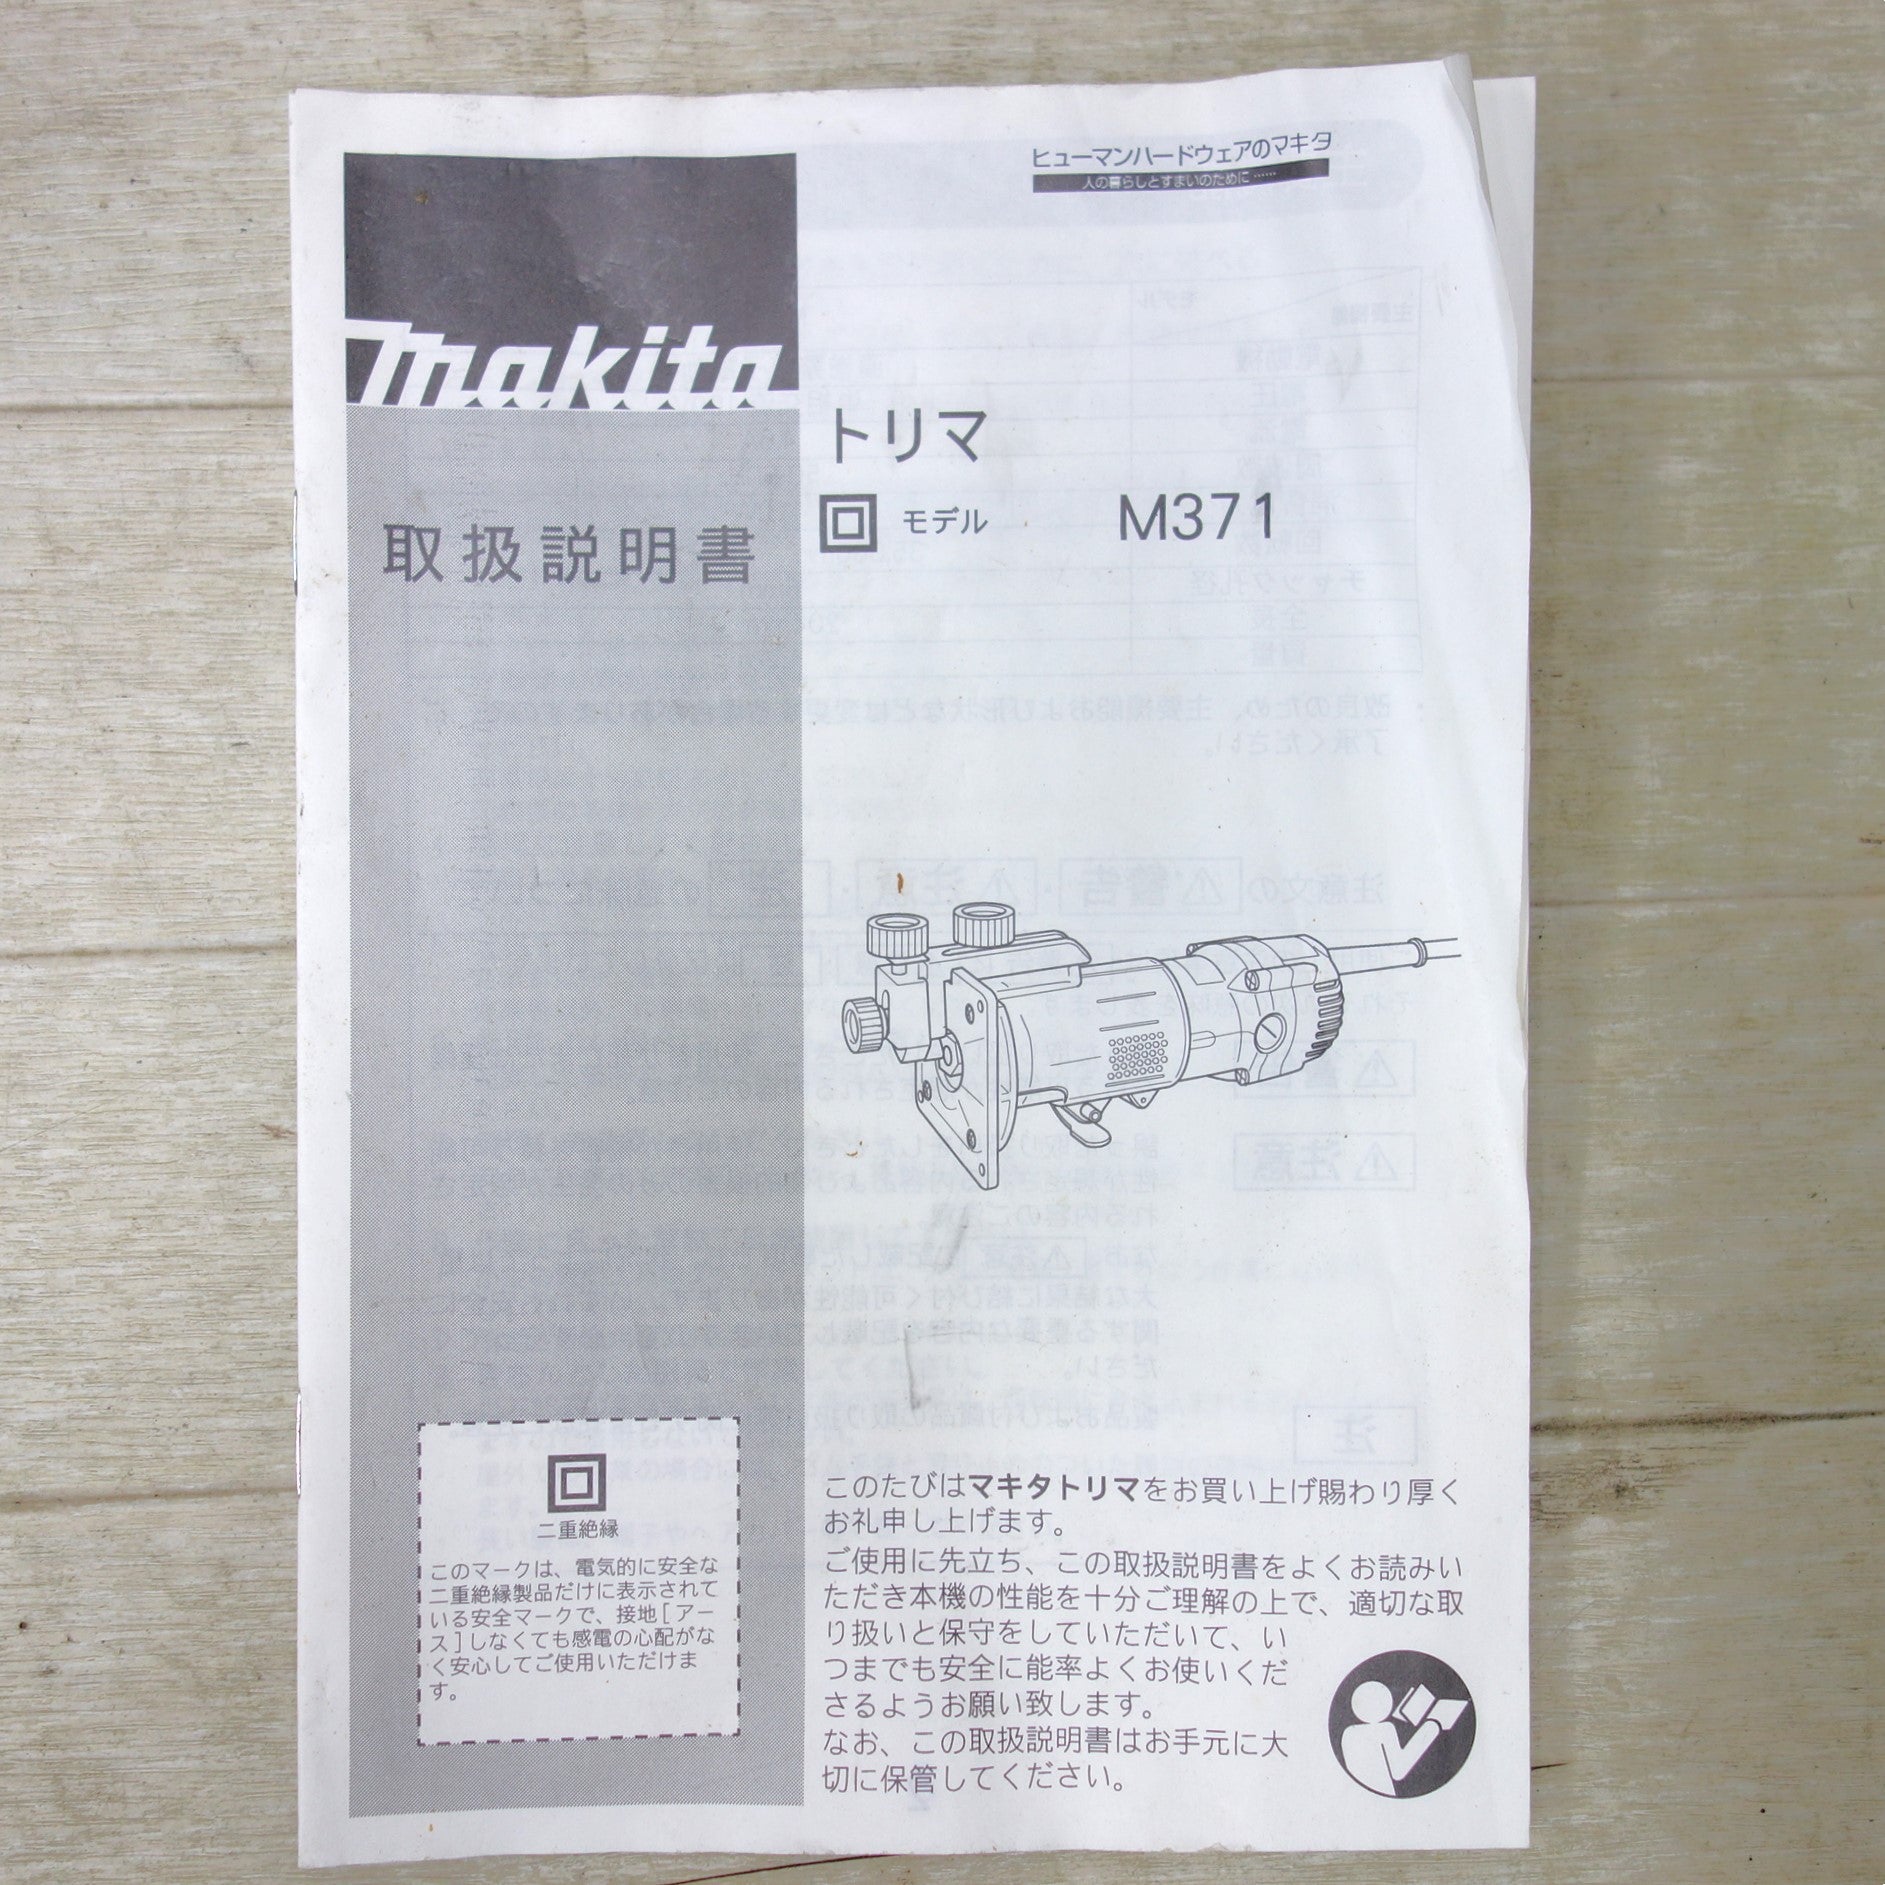 ヒューマンハードウェアのマキタ
人の暮らしとすまいのために……
makita
トリマ
モデル M371
取扱説明書
二重絶縁
このマークは、電気的に安全な
二重絶縁製品だけに表示されて
いる安全マークで、接地[アー
ス]しなくても感電の心配がな
く安心してご使用いただけま
す。
このたびはマキタトリマをお買い上げ賜わり厚く
お礼申し上げます。
ご使用に先立ち、この取扱説明書をよくお読みい
ただき本機の性能を十分ご理解の上で、適切な取
り扱いと保守をしていただいて、い
つまでも安全に能率よくお使いくだ
さるようお願い致します。
なお、この取扱説明書はお手元に大
切に保管してください。